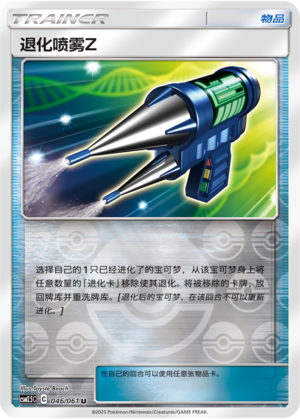 TRAINER
物品
退化喷雾Z
选择自己的1只已经进化了的宝可梦，从该宝可梦身上将
任意数量的「进化卡」移除使其退化。将被移除的卡牌，放
回牌库并重洗牌库。[退化后的宝可梦，在该回合不可以重新
进化。]
Illus. Toyste Beach
CSM2.5C C 046/061 U
在自己的回合可以使用任意张物品卡。
©2023 Pokémon/Nintendo/Creatures/GAME FREAK.